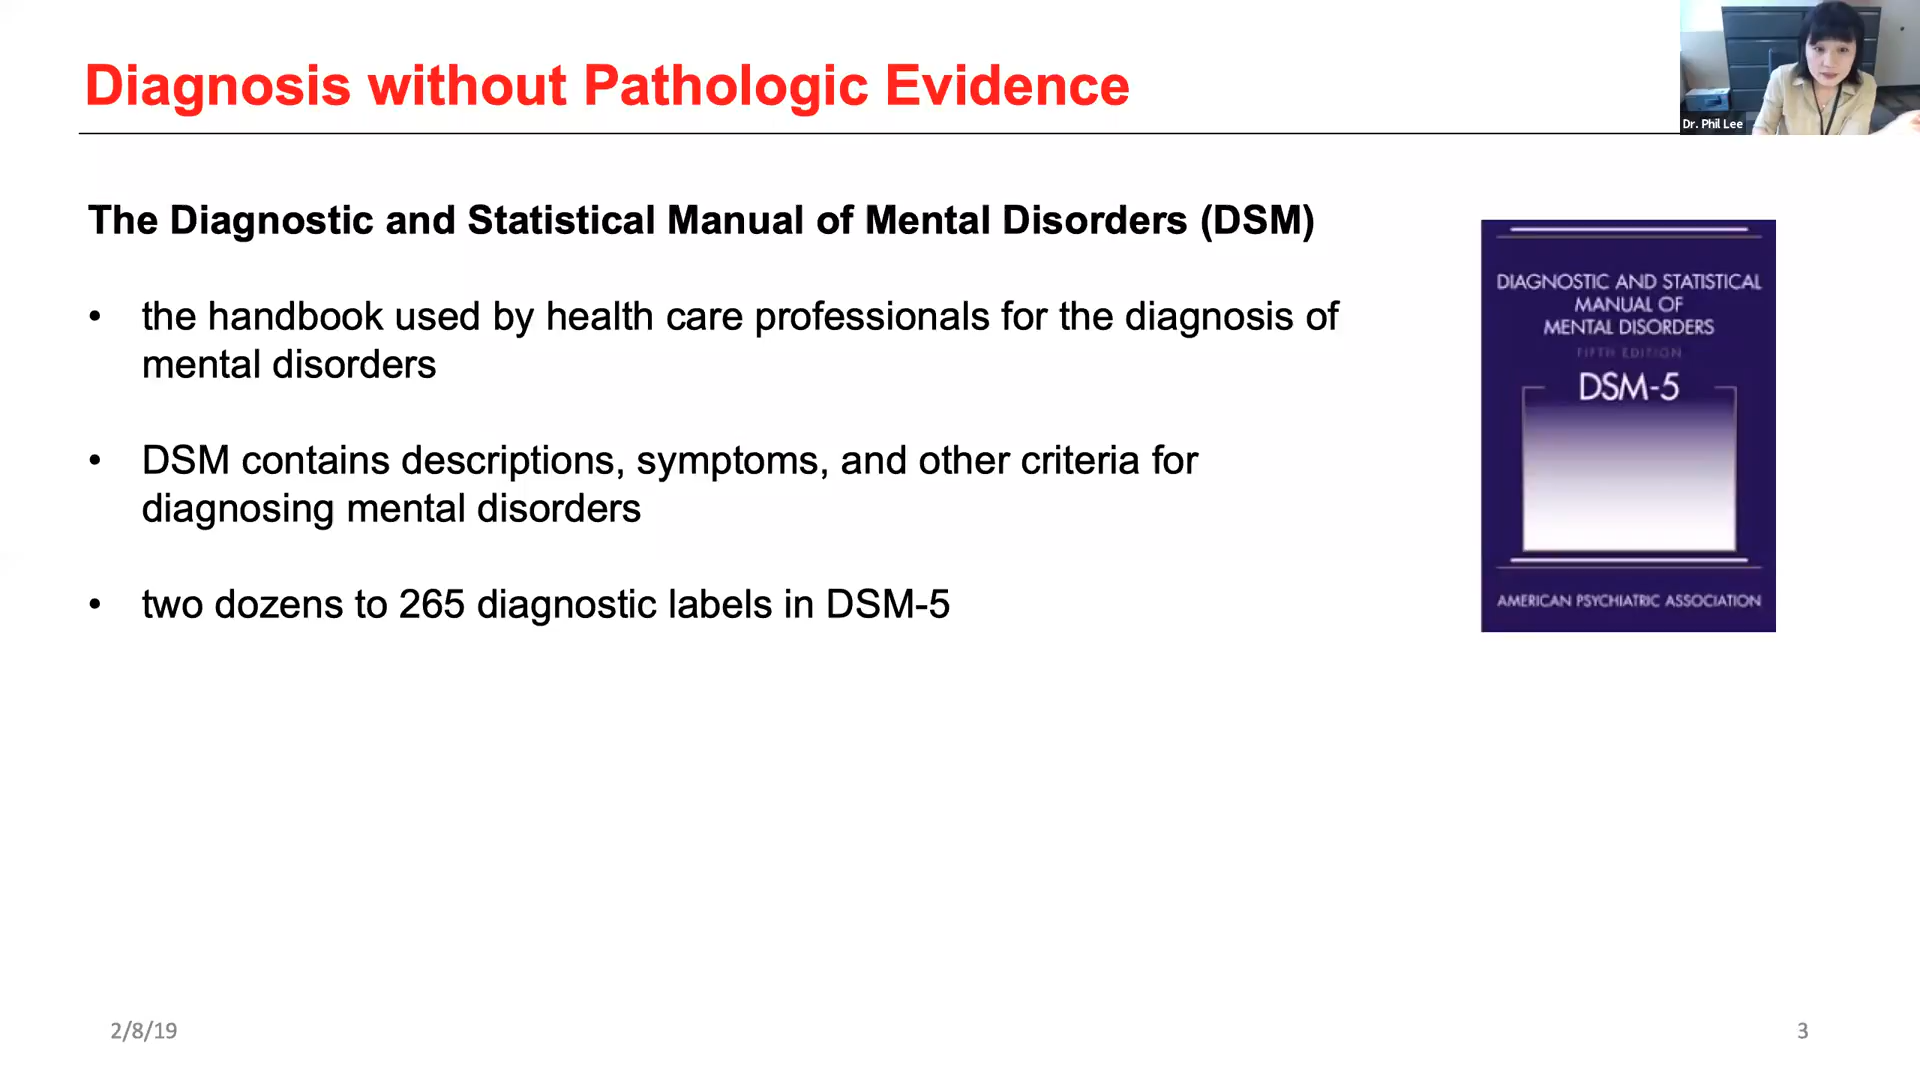 Diagnosis without Pathologic Evidence
Dr. Phil Lee
The Diagnostic and Statistical Manual of Mental Disorders (DSM)
• the handbook used by health care professionals for the diagnosis of
mental disorders
• DSM contains descriptions, symptoms, and other criteria for
diagnosing mental disorders
• two dozens to 265 diagnostic labels in DSM-5
DIAGNOSTIC AND STATISTICAL
MANUAL OF
MENTAL DISORDERS
FIFTH EDITION
DSM-5
AMERICAN PSYCHIATRIC ASSOCIATION
2/8/19
3